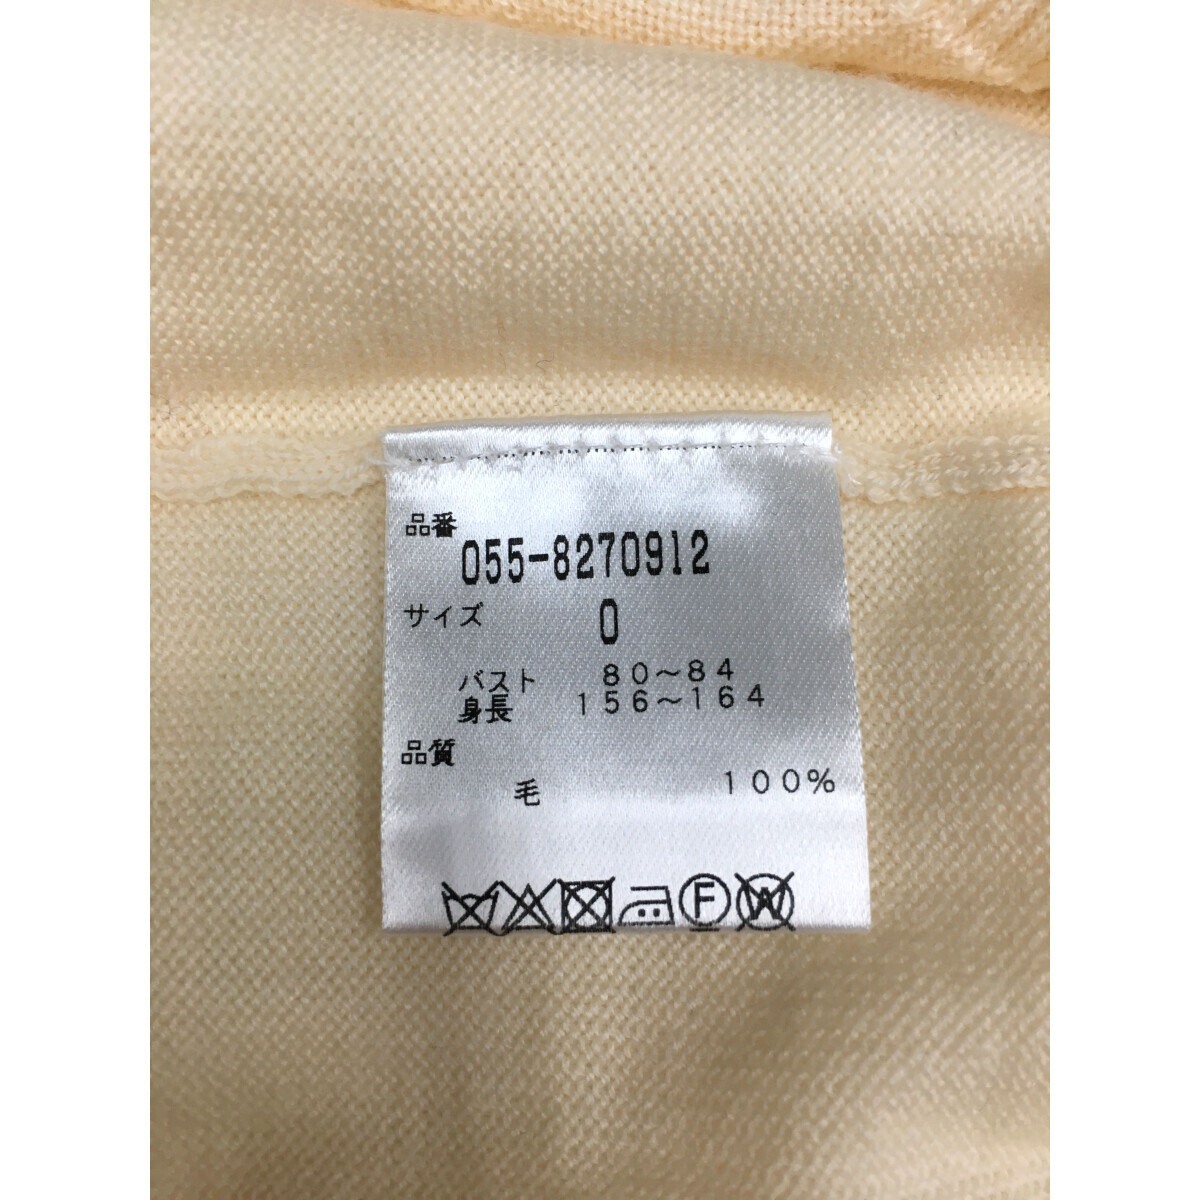 品番
055-8270912
サイズ 0
バスト 80～84
身長 156～164
品質
毛 100%
F W